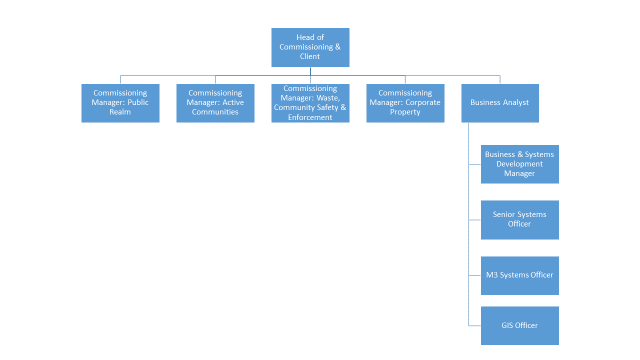 Head of
Commissioning &
Client
Commissioning
Manager: Public
Realm
Commissioning
Manager: Active
Communities
Commissioning
Manager: Waste,
Community Safety &
Enforcement
Commissioning
Manager: Corporate
Property
Business Analyst
Business & Systems
Development
Manager
Senior Systems
Officer
M3 Systems Officer
GIS Officer